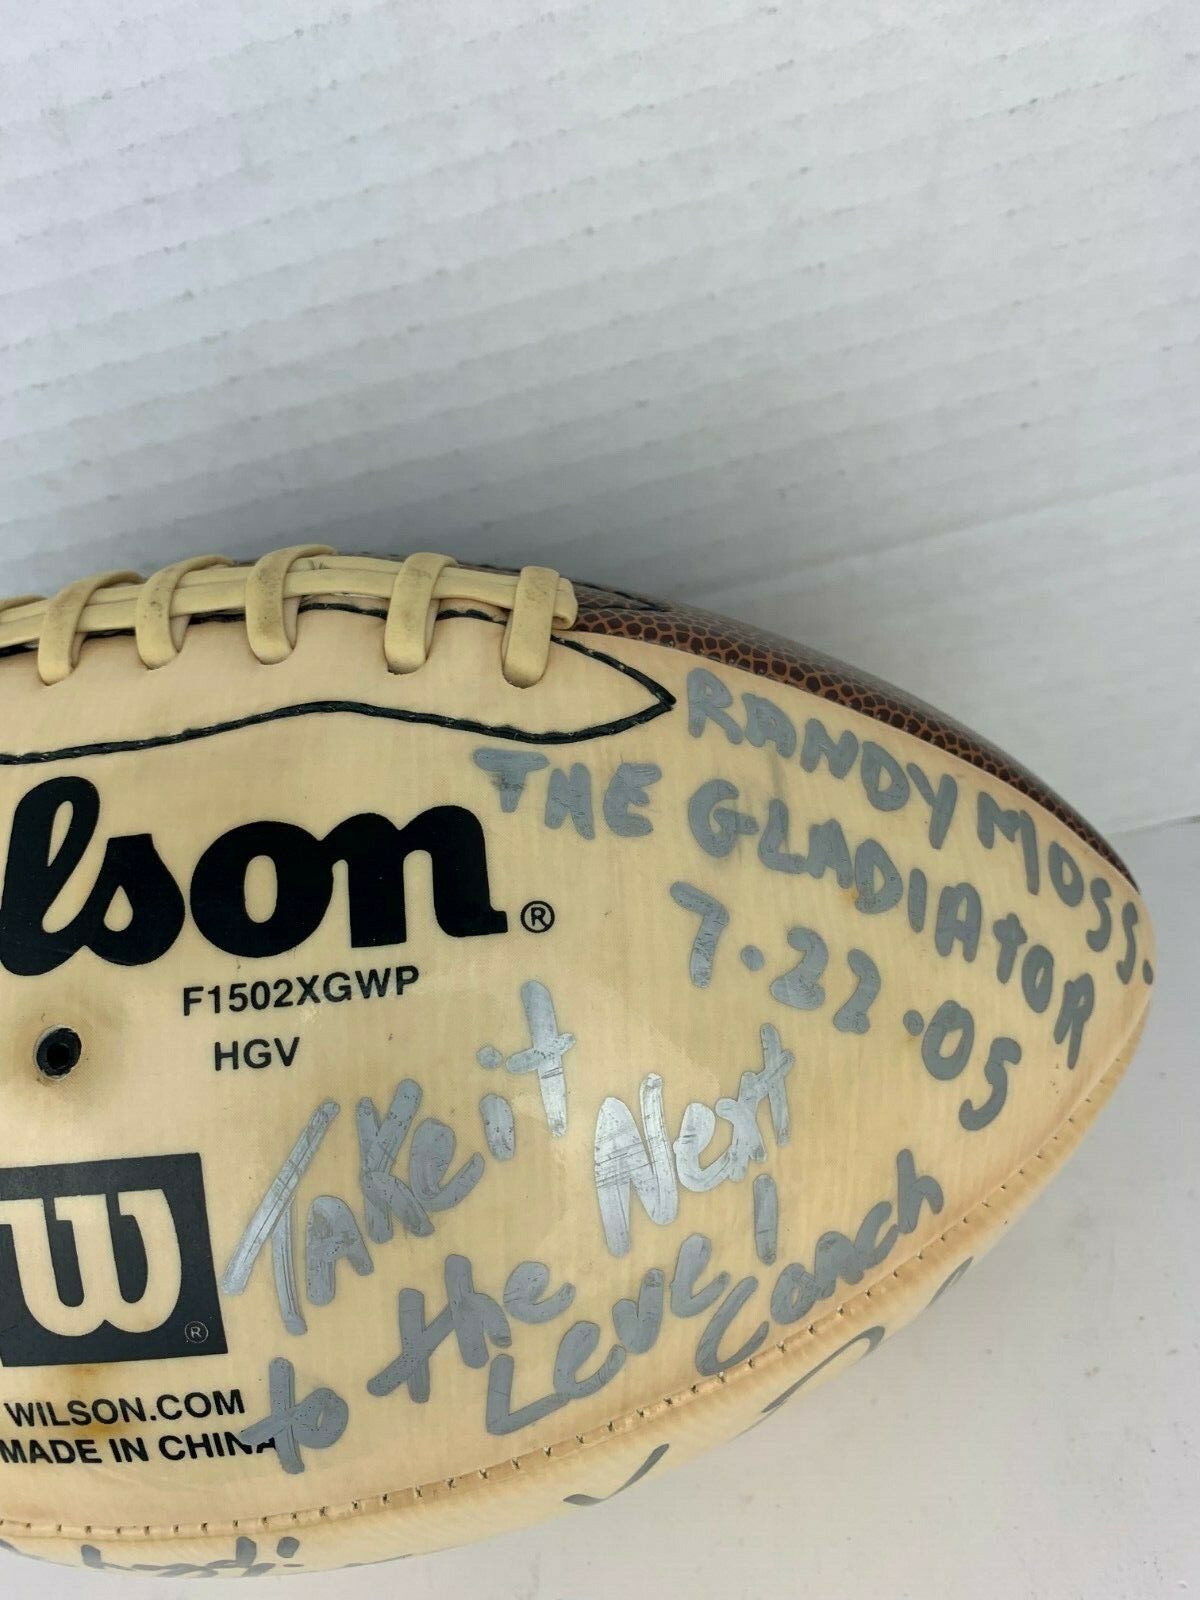 RANDY MOSS.
THE GLADIATOR
7.22.05
lson®
F1502XGWP
HGV
Take it
to the Next
Level!
Coach
W®
WILSON.COM
MADE IN CHINA